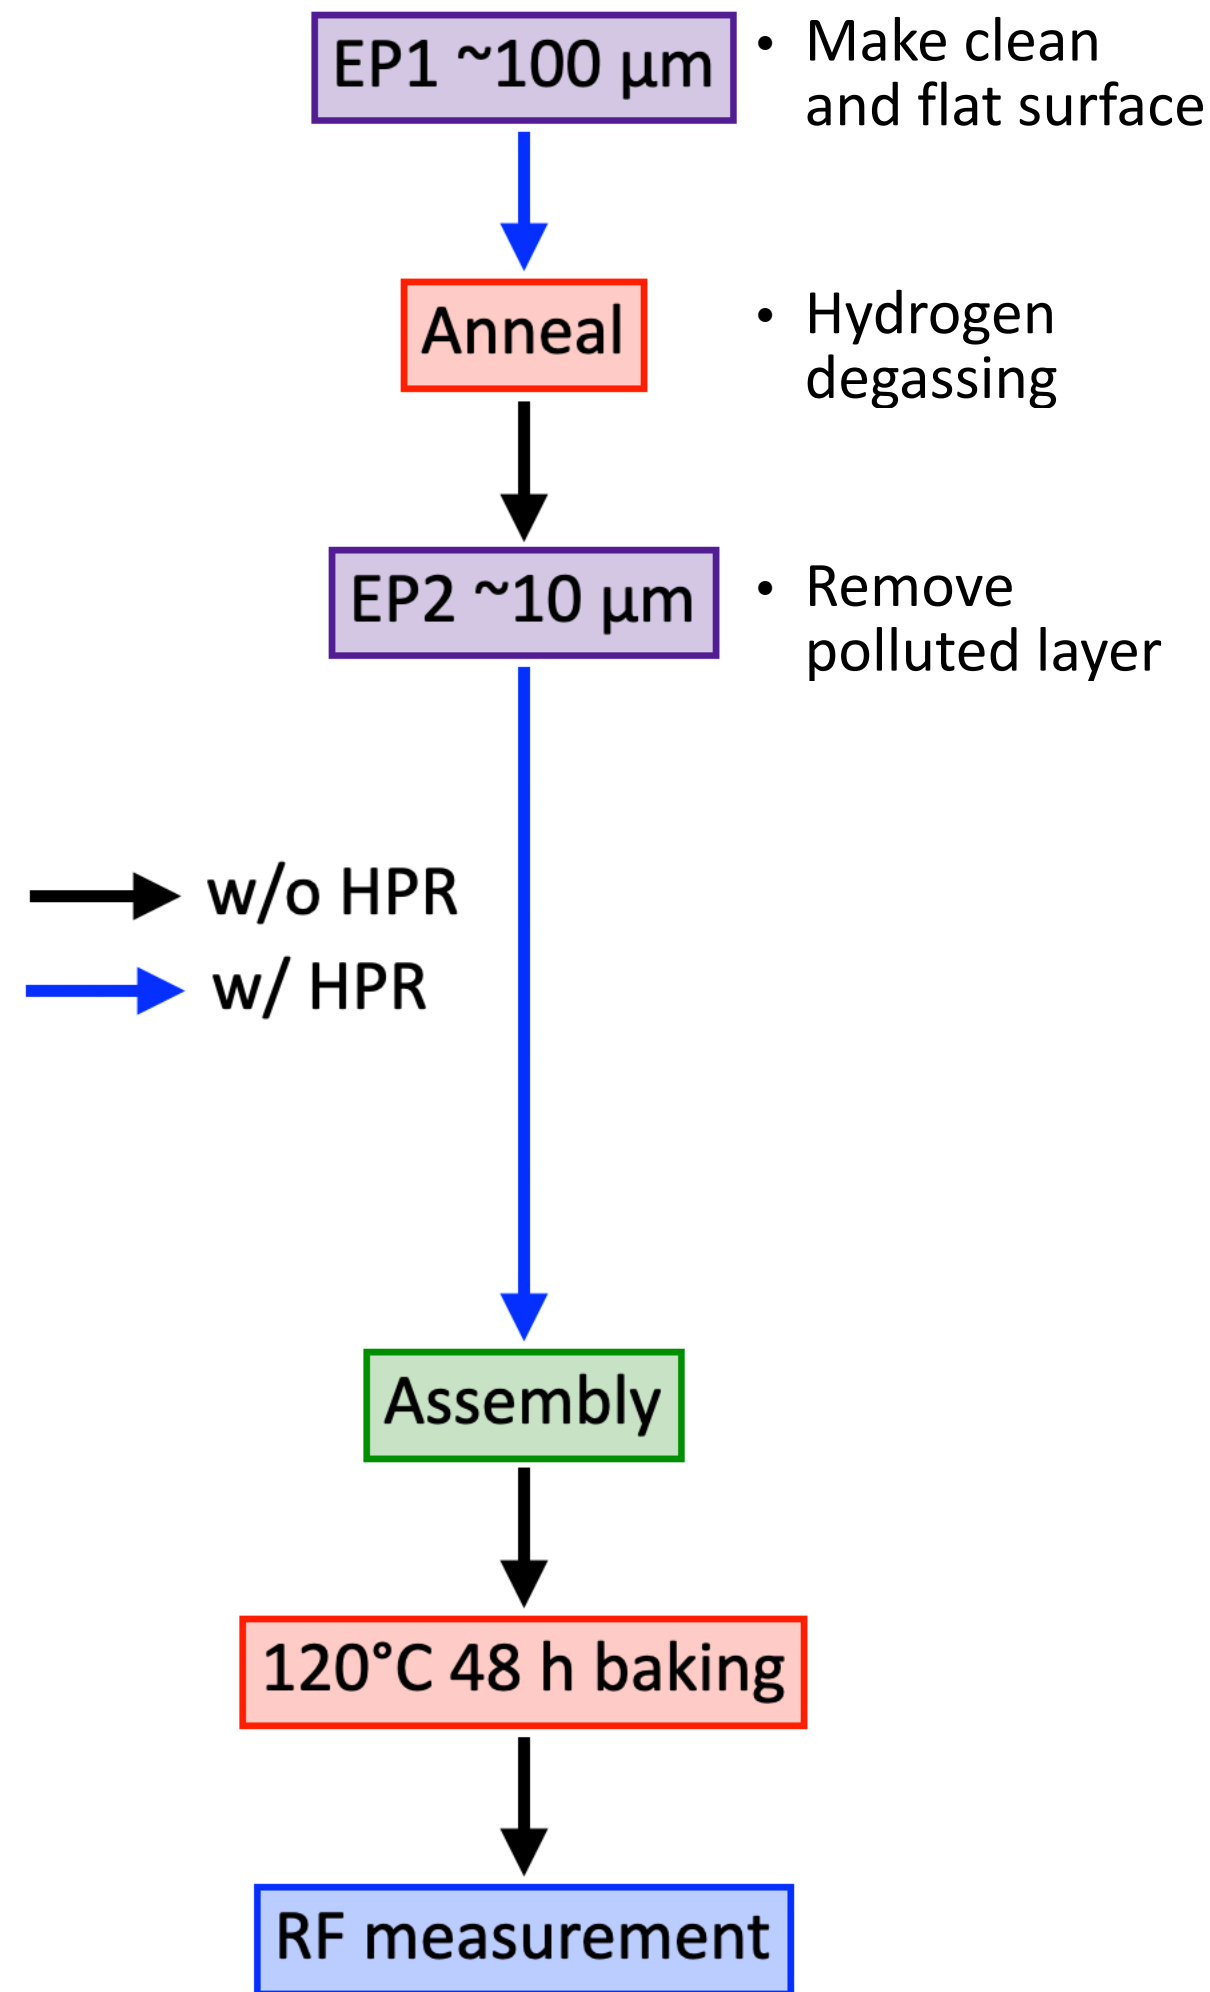 EP1 ~100 µm
• Make clean
and flat surface
Anneal
• Hydrogen
degassing
EP2 ~10 µm
• Remove
polluted layer
w/o HPR
w/ HPR
Assembly
120°C 48 h baking
RF measurement